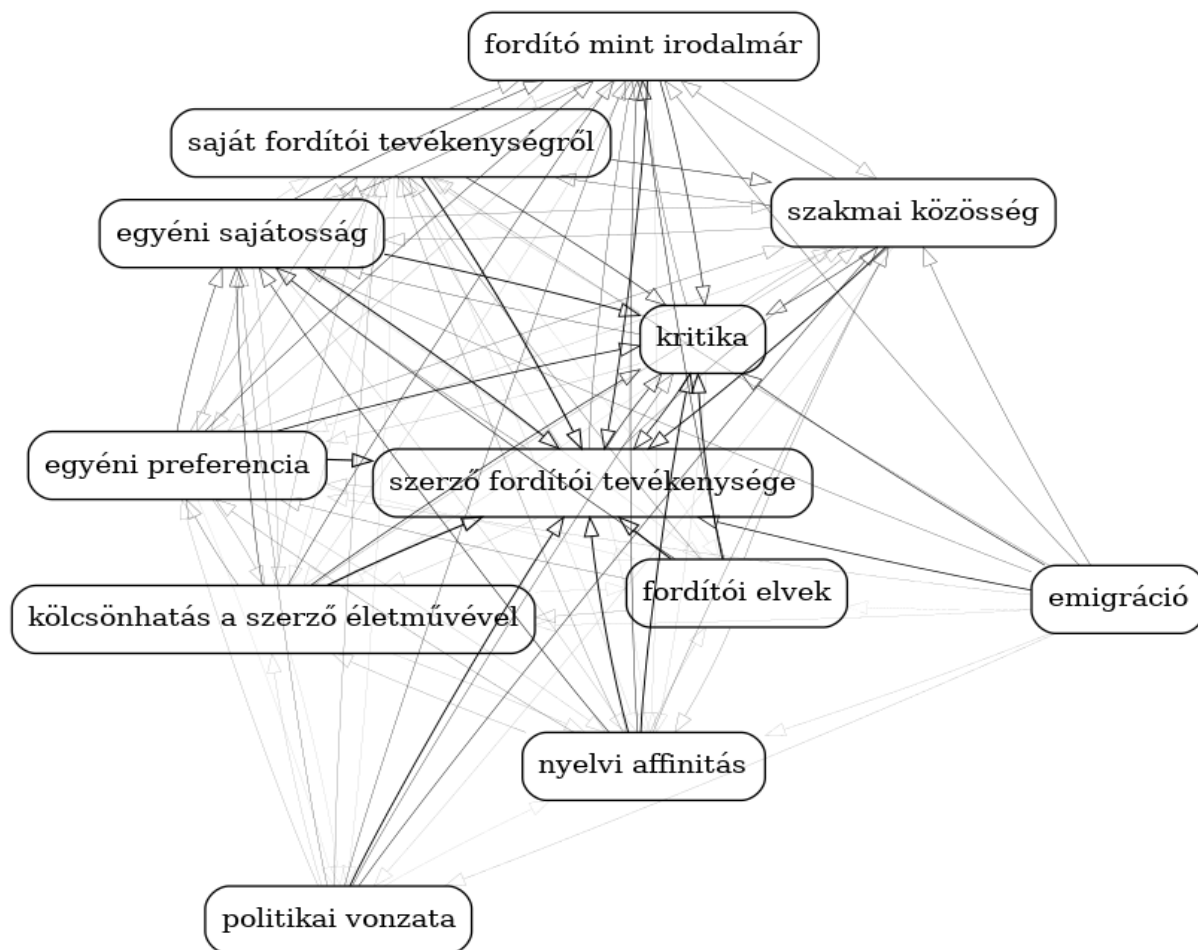 fordító mint irodalmár
saját fordítói tevékenységről
szakmai közösség
egyéni sajátosság
kritika
egyéni preferencia
szerző fordítói tevékenysége
fordítói elvek
emigráció
kölcsönhatás a szerző életművével
nyelvi affinitás
politikai vonzata